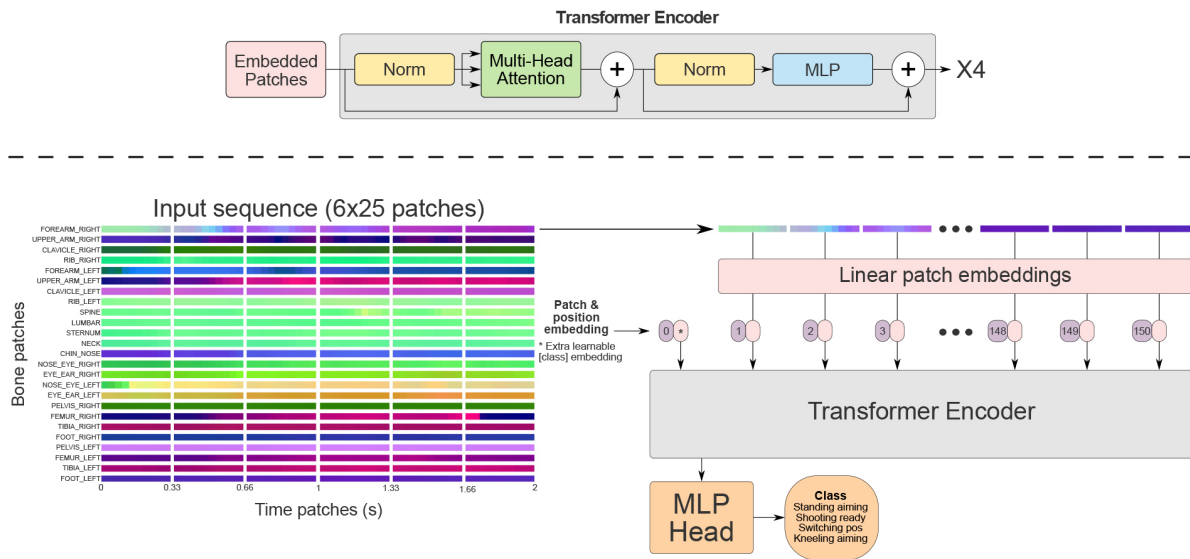 Transformer Encoder
Embedded
Patches
Norm
Multi-Head
Attention
+
Norm
MLP
+
X4
Input sequence (6x25 patches)
Bone patches
FOREARM_RIGHT
UPPER_ARM_RIGHT
CLAVICLE_RIGHT
RIB_RIGHT
FOREARM_LEFT
UPPER_ARM_LEFT
CLAVICLE_LEFT
RIB_LEFT
SPINE
LUMBAR
STERNUM
NECK
CHIN_NOSE
NOSE_EYE_RIGHT
EYE_EAR_RIGHT
NOSE_EYE_LEFT
EYE_EAR_LEFT
PELVIS_RIGHT
FEMUR_RIGHT
TIBIA_RIGHT
FOOT_RIGHT
PELVIS_LEFT
FEMUR_LEFT
TIBIA_LEFT
FOOT_LEFT
0 0.33 0.66 1 1.33 1.66 2
Time patches (s)
Linear patch embeddings
Patch &
position
embedding
* Extra learnable
[class] embedding
0 * 1 2 3 148 149 150
Transformer Encoder
MLP
Head
Class
Standing aiming
Shooting ready
Switching pos
Kneeling aiming